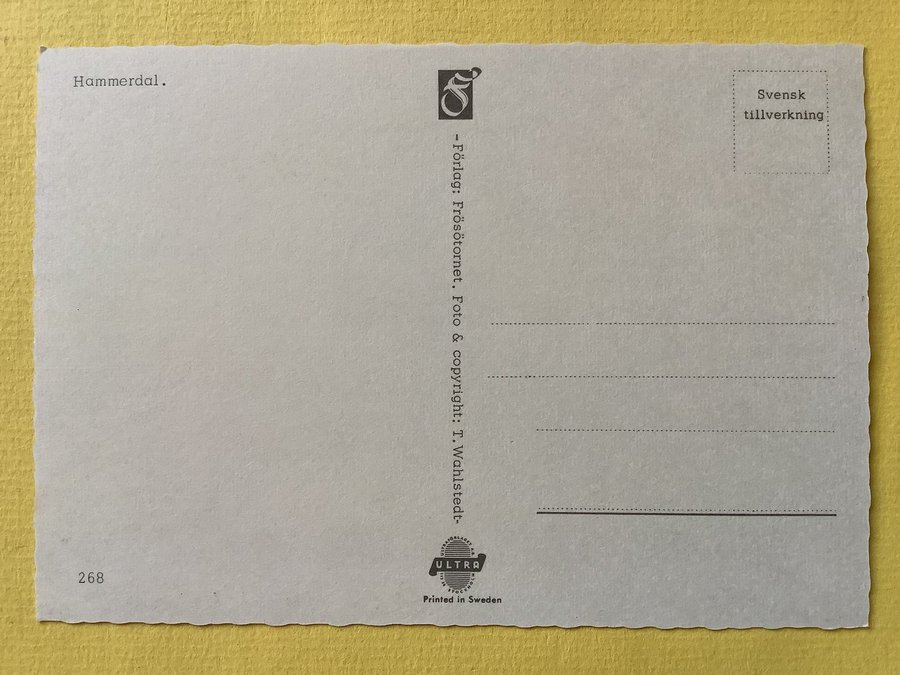 Hammerdal.
Svensk
tillverkning
-Förlag: Frösötornet. Foto & copyright: T.Wahlstedt-
268
ULTRA
Printed in Sweden